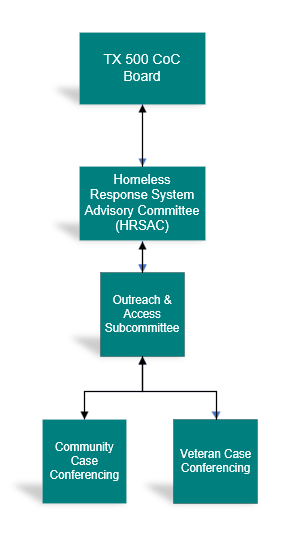 TX 500 CoC
Board
Homeless
Response System
Advisory Committee
(HRSAC)
Outreach &
Access
Subcommittee
Community
Case
Conferencing
Veteran Case
Conferencing